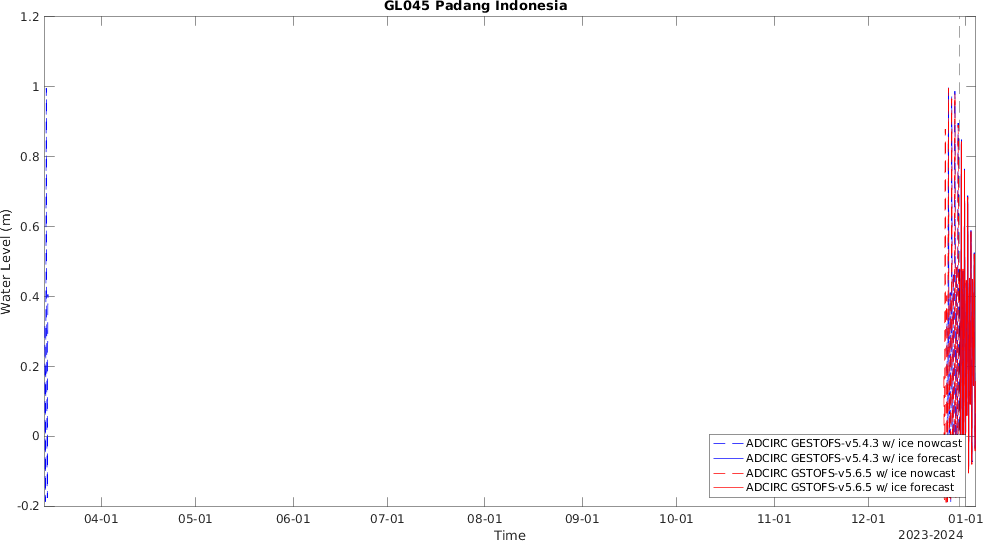 GL045 Padang Indonesia
1.2
1
0.8
0.6
0.4
0.2
0
-0.2
Water Level (m)
ADCIRC GESTOFS-v5.4.3 w/ ice nowcast
ADCIRC GESTOFS-v5.4.3 w/ ice forecast
ADCIRC GSTOFS-v5.6.5 w/ ice nowcast
ADCIRC GSTOFS-v5.6.5 w/ ice forecast
04-01 05-01 06-01 07-01 08-01 09-01 10-01 11-01 12-01 01-01
Time
2023-2024